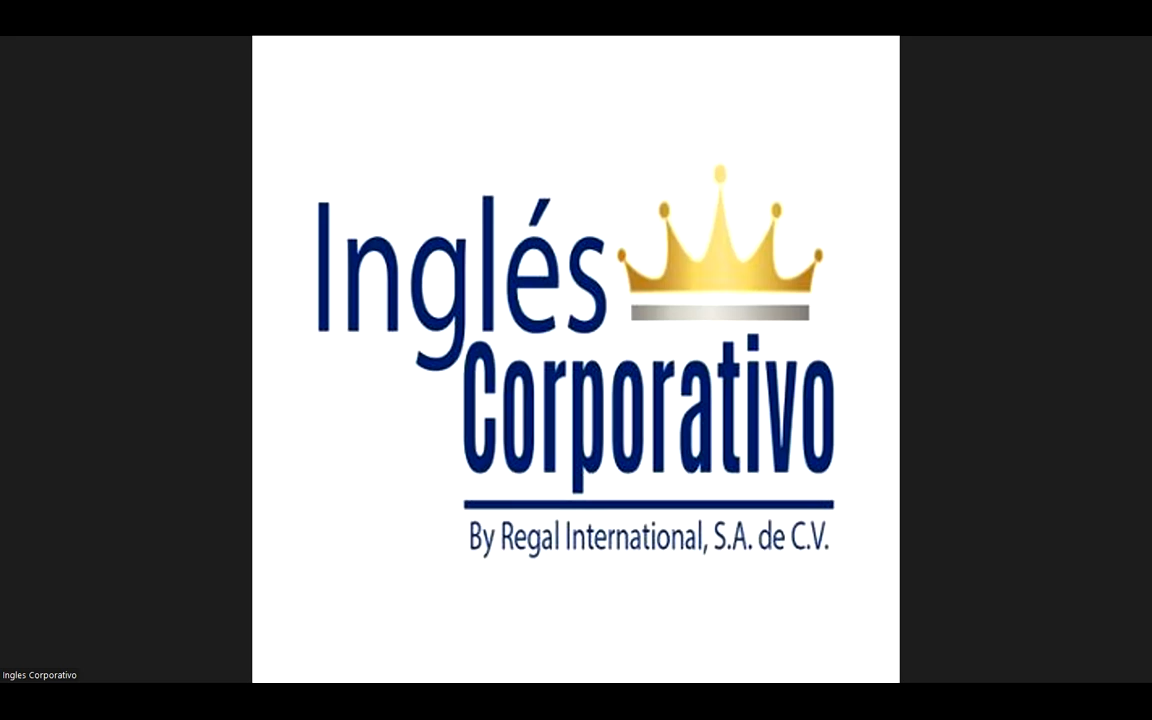 Inglés
Corporativo
By Regal International, S.A. de C.V.
Ingles Corporativo